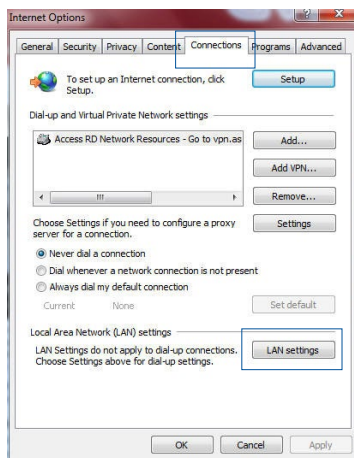 Internet Options
General Security Privacy Content Connections Programs Advanced
To set up an Internet connection, click
Setup.
Setup
Dial-up and Virtual Private Network settings
Access RD Network Resources - Go to vpn.as
Add...
Add VPN...
Remove...
Choose Settings if you need to configure a proxy
server for a connection.
Settings
Never dial a connection
Dial whenever a network connection is not present
Always dial my default connection
Current None
Set default
Local Area Network (LAN) settings
LAN Settings do not apply to dial-up connections.
Choose Settings above for dial-up settings.
LAN settings
OK Cancel Apply